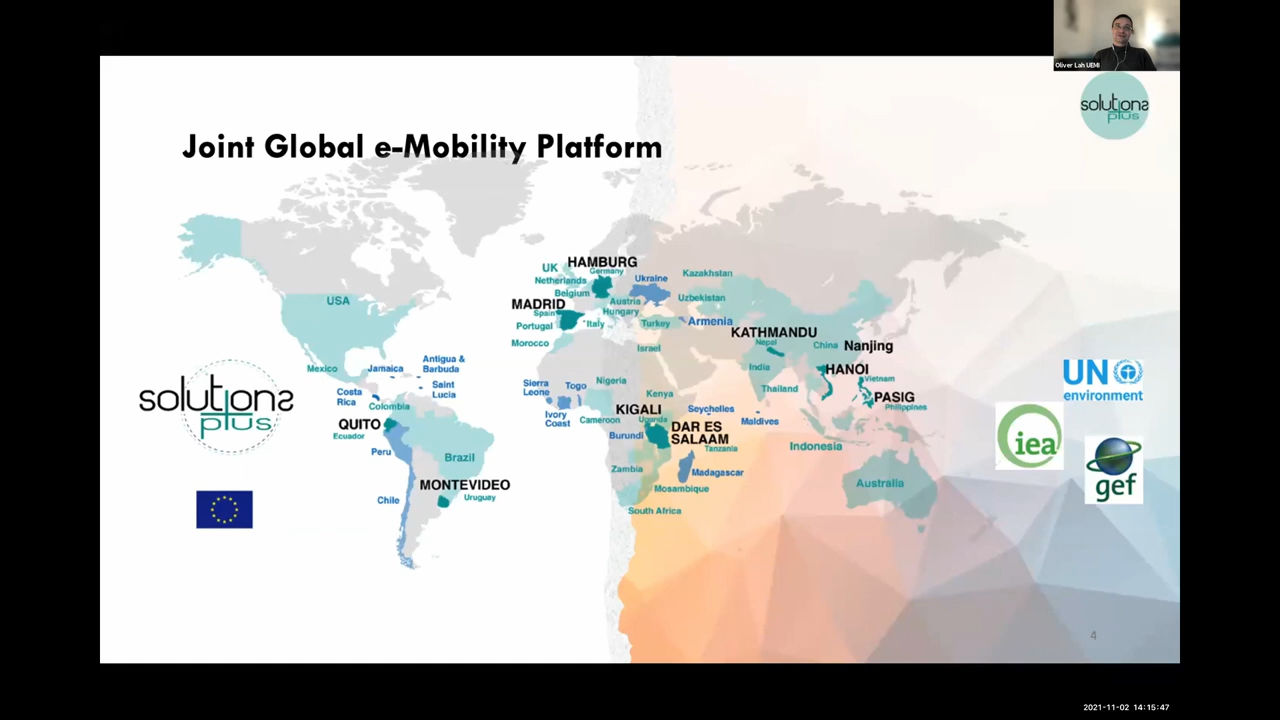 Oliver Lah UEMI
solutions
plus
Joint Global e-Mobility Platform
HAMBURG
UK
Germany
Netherlands
Ukraine
Kazakhstan
Belgium
Austria
Uzbekistan
MADRID
Spain
Hungary
Portugal
Italy
Turkey
Armenia
USA
KATHMANDU
Nepal
China
Nanjing
Morocco
Israel
Antigua &
Barbuda
Mexico
Jamaica
India
HANOI
Vietnam
UN
environment
Costa
Rica
Saint
Lucia
Sierra
Leone
Togo
Nigeria
Kenya
Thailand
PASIG
Philippines
solutions
plus
Colombia
Ivory
Coast
Cameroon
KIGALI
Uganda
Seychelles
Maldives
QUITO
Ecuador
Burundi
DAR ES
SALAAM
Tanzania
Indonesia
iea
Peru
Brazil
Zambia
Madagascar
gef
MONTEVIDEO
Uruguay
Mosambique
Australia
Chile
South Africa
4
2021-11-02 14:15:47